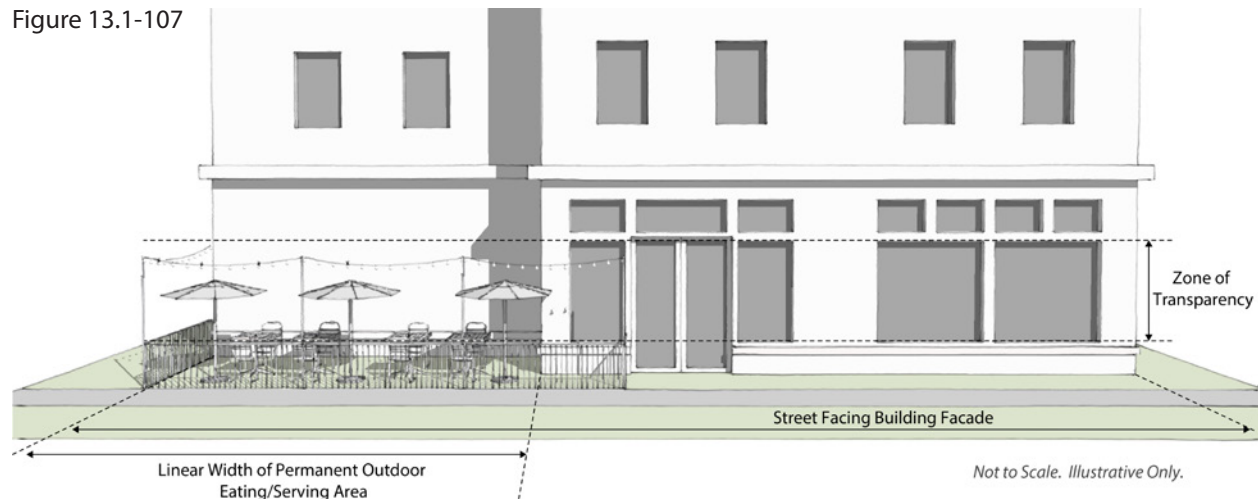 Figure 13.1-107
Zone of
Transparency
Street Facing Building Facade
Linear Width of Permanent Outdoor
Eating/Serving Area
Not to Scale. Illustrative Only.